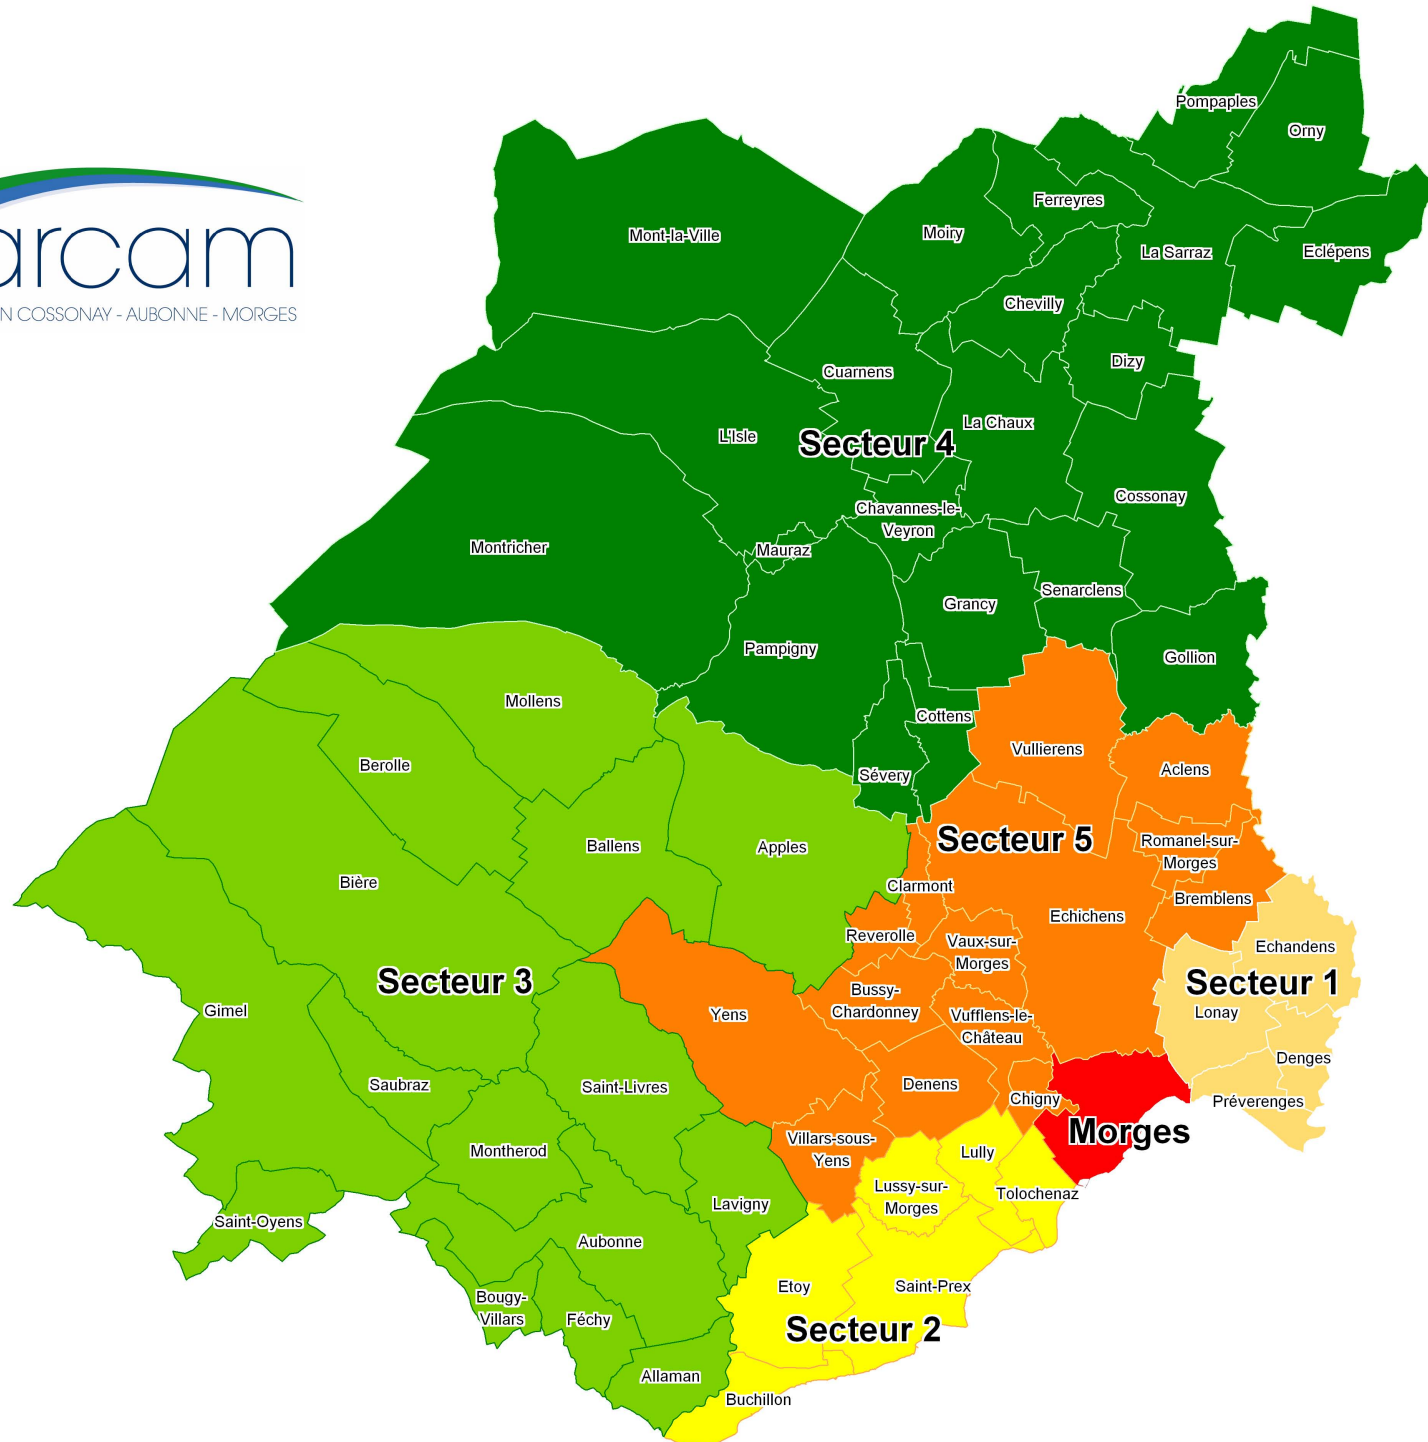 Pompaples
Orny
Ferreyres
Moiry
Mont-la-Ville
La Sarraz
Eclépens
arcam
N COSSONAY - AUBONNE - MORGES
Chevilly
Dizy
Cuarnens
La Chaux
L'Isle
Secteur 4
Cossonay
Chavannes-le-
Veyron
Montricher
Mauraz
Senarclens
Grancy
Pampigny
Gollion
Mollens
Cottens
Vullierens
Berolle
Sévery
Aclens
Secteur 5
Romanel-sur-
Morges
Ballens
Apples
Bière
Clarmont
Bremblens
Echichens
Reverolle
Vaux-sur-
Morges
Echandens
Secteur 3
Secteur 1
Bussy-
Chardonney
Gimel
Yens
Lonay
Vufflens-le-
Château
Denges
Saubraz
Saint-Livres
Denens
Chigny
Préverenges
Morges
Villars-sous-
Yens
Montherod
Lully
Lussy-sur-
Morges
Tolochenaz
Lavigny
Saint-Oyens
Aubonne
Etoy
Saint-Prex
Bougy-
Villars
Féchy
Secteur 2
Allaman
Buchillon